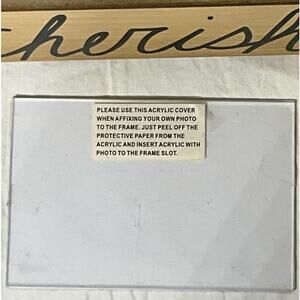 cherish
PLEASE USE THIS ACRYLIC COVER
WHEN AFFIXING YOUR OWN PHOTO
TO THE FRAME. JUST PEEL OFF THE
PROTECTIVE PAPER FROM THE
ACRYLIC AND INSERT ACRYLIC WITH
PHOTO TO THE FRAME SLOT.